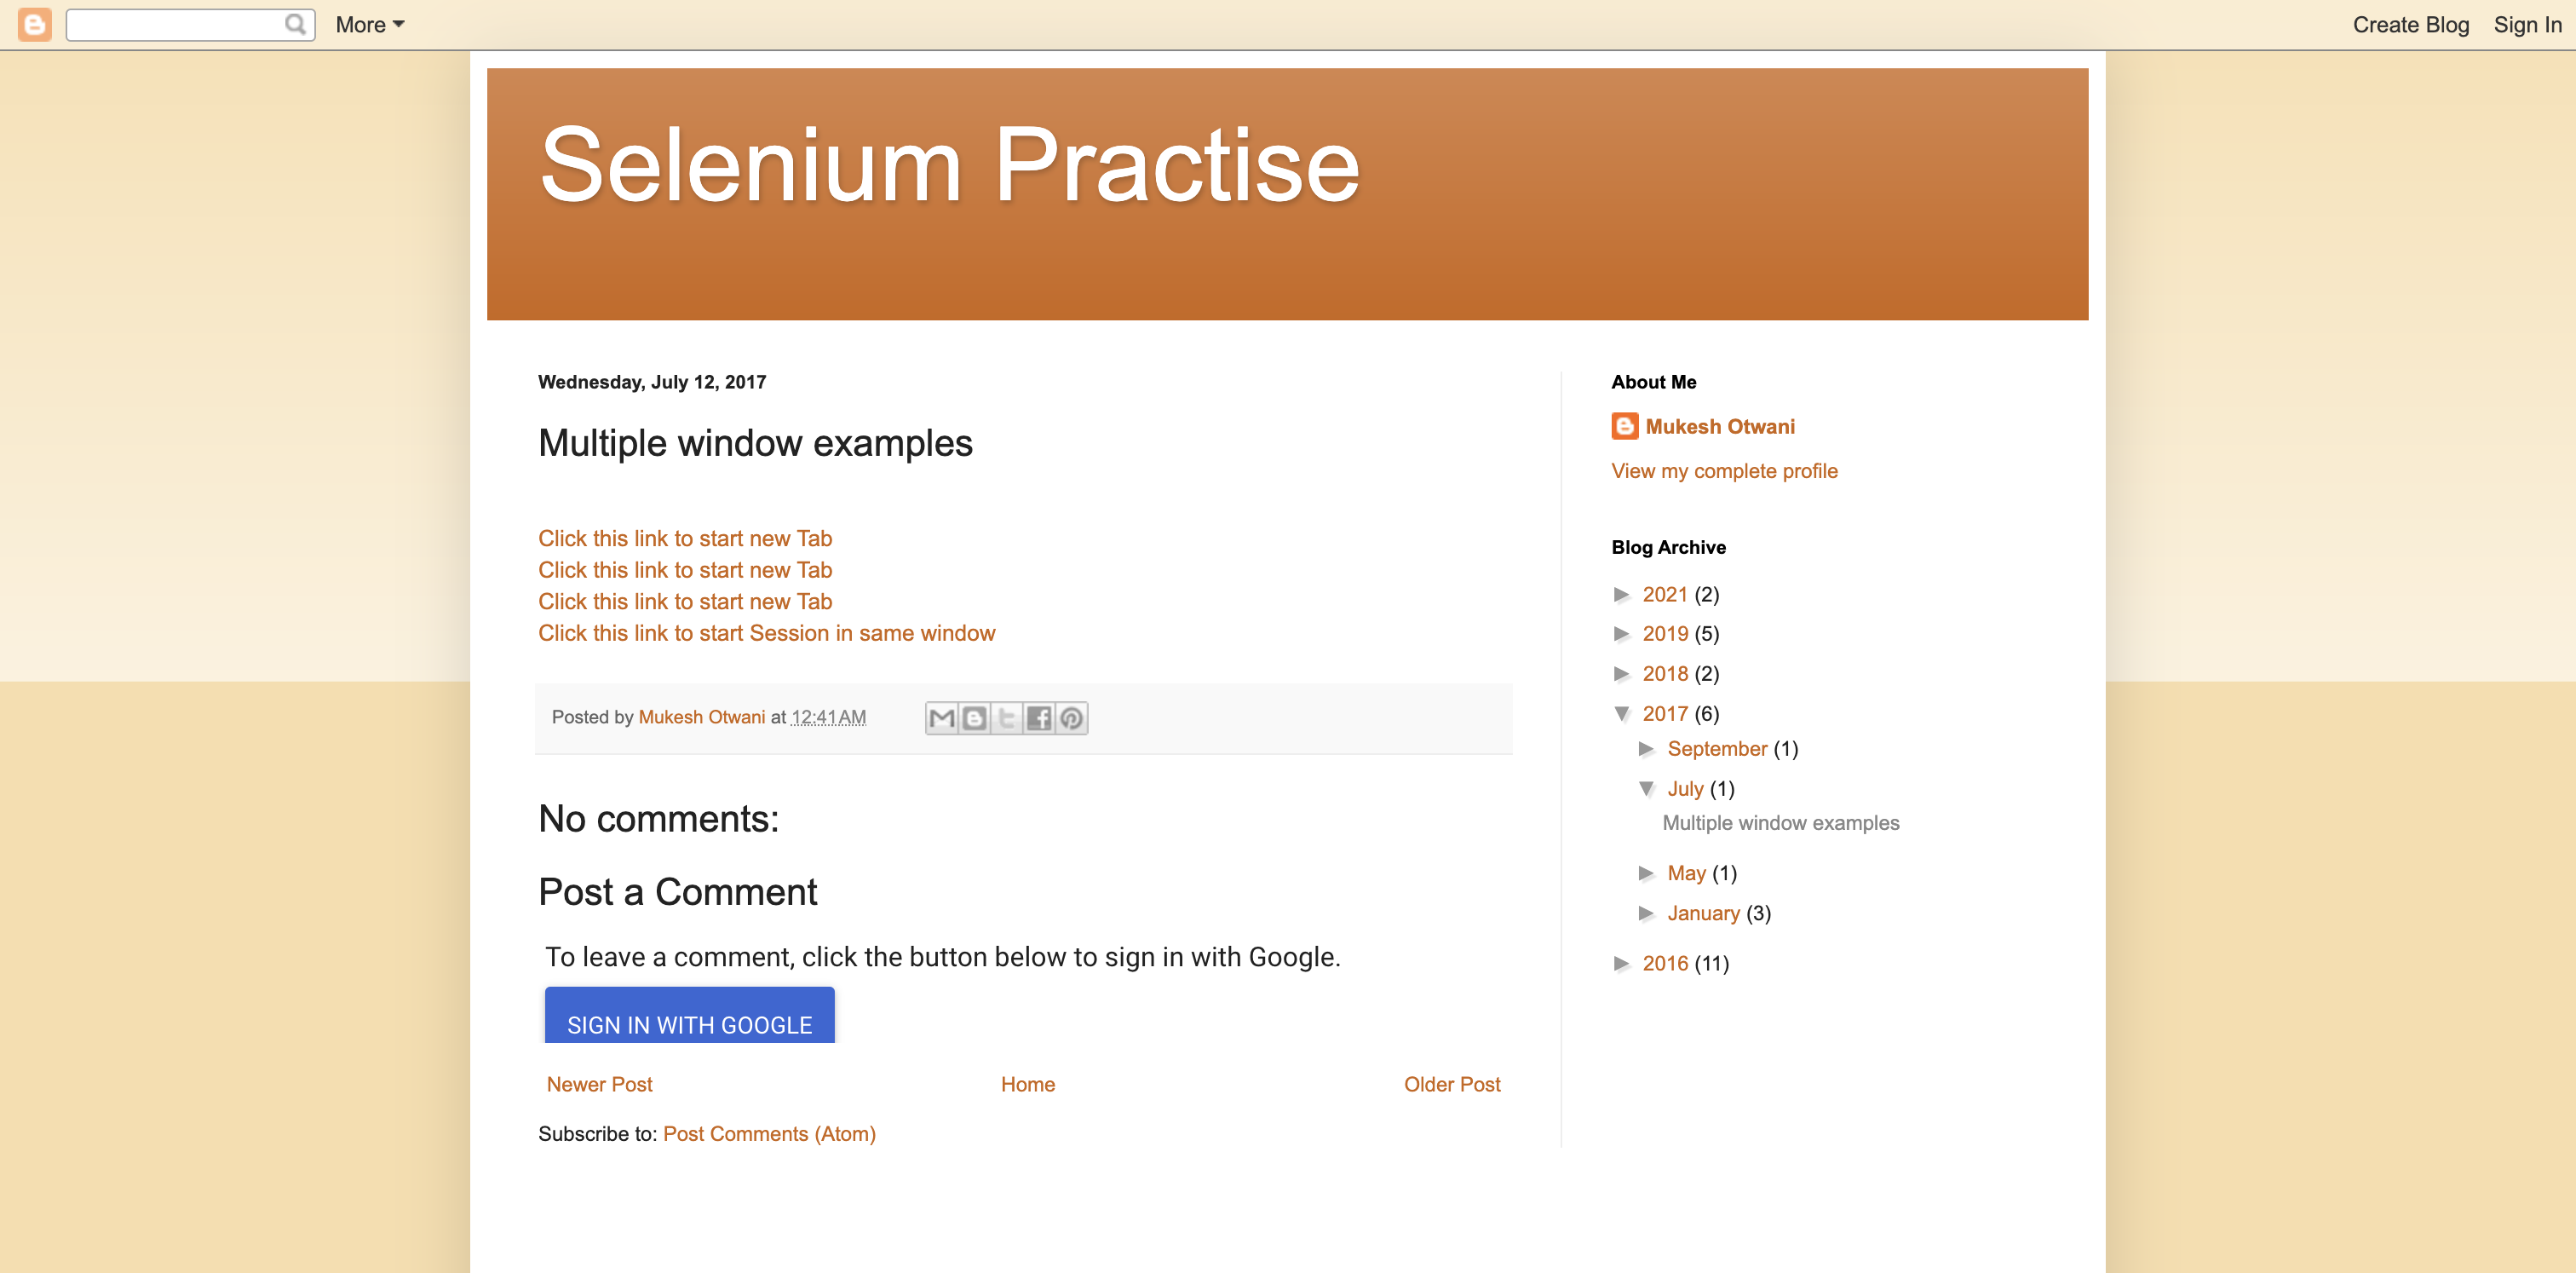 More
Create Blog
Sign In
Selenium Practise
Wednesday, July 12, 2017
Multiple window examples
Click this link to start new Tab
Click this link to start new Tab
Click this link to start new Tab
Click this link to start Session in same window
Posted by Mukesh Otwani at 12:41 AM
No comments:
Post a Comment
To leave a comment, click the button below to sign in with Google.
SIGN IN WITH GOOGLE
Newer Post
Home
Older Post
Subscribe to: Post Comments (Atom)
About Me
Mukesh Otwani
View my complete profile
Blog Archive
► 2021 (2)
► 2019 (5)
► 2018 (2)
▼ 2017 (6)
► September (1)
▼ July (1)
Multiple window examples
► May (1)
► January (3)
► 2016 (11)